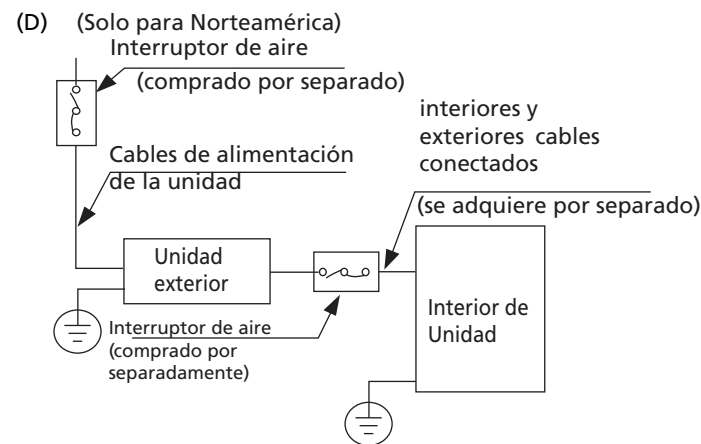 (D) (Solo para Norteamérica)
Interruptor de aire
(comprado por separado)
interiores y
exteriores cables
conectados
(se adquiere por separado)
Cables de alimentación
de la unidad
Unidad
exterior
Interruptor de aire
(comprado por
separadamente)
Interior de
Unidad